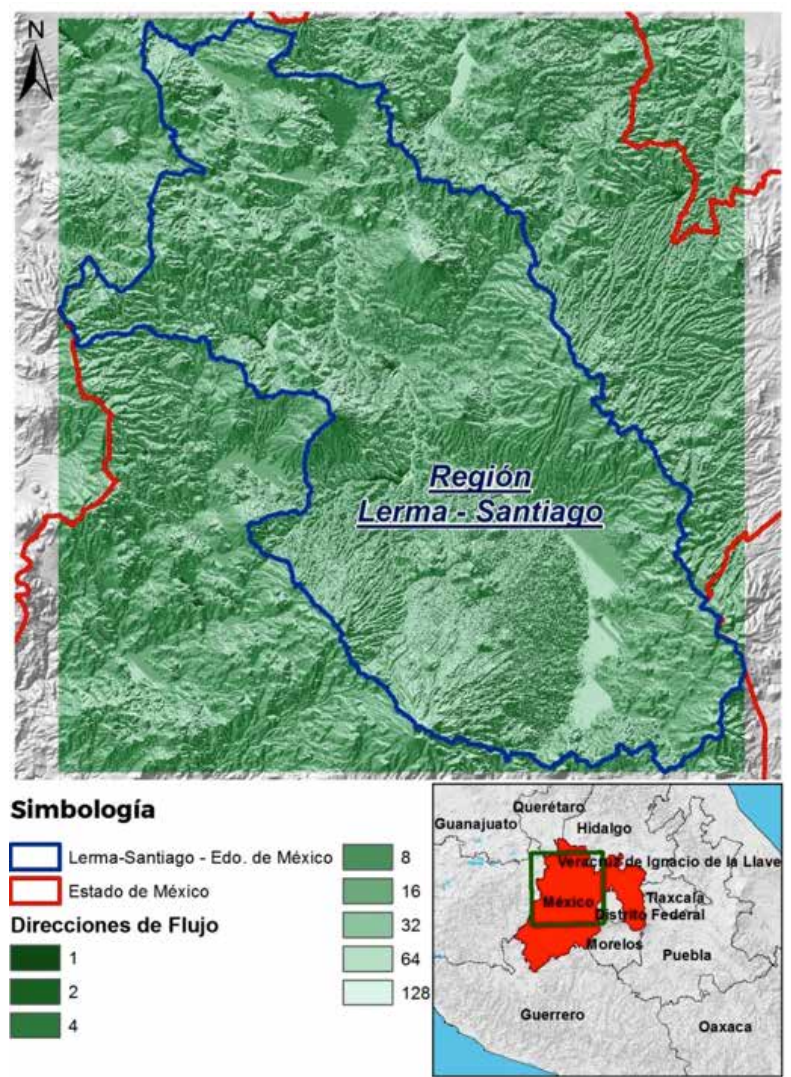 N
Región
Lerma - Santiago
Simbología
Lerma-Santiago - Edo. de México
Estado de México
Direcciones de Flujo
1
2
4
8
16
32
64
128
Querétaro
Guanajuato
Hidalgo
Veracruz de Ignacio de la Llave
México
Tlaxcala
Distrito Federal
Morelos
Puebla
Guerrero
Oaxaca